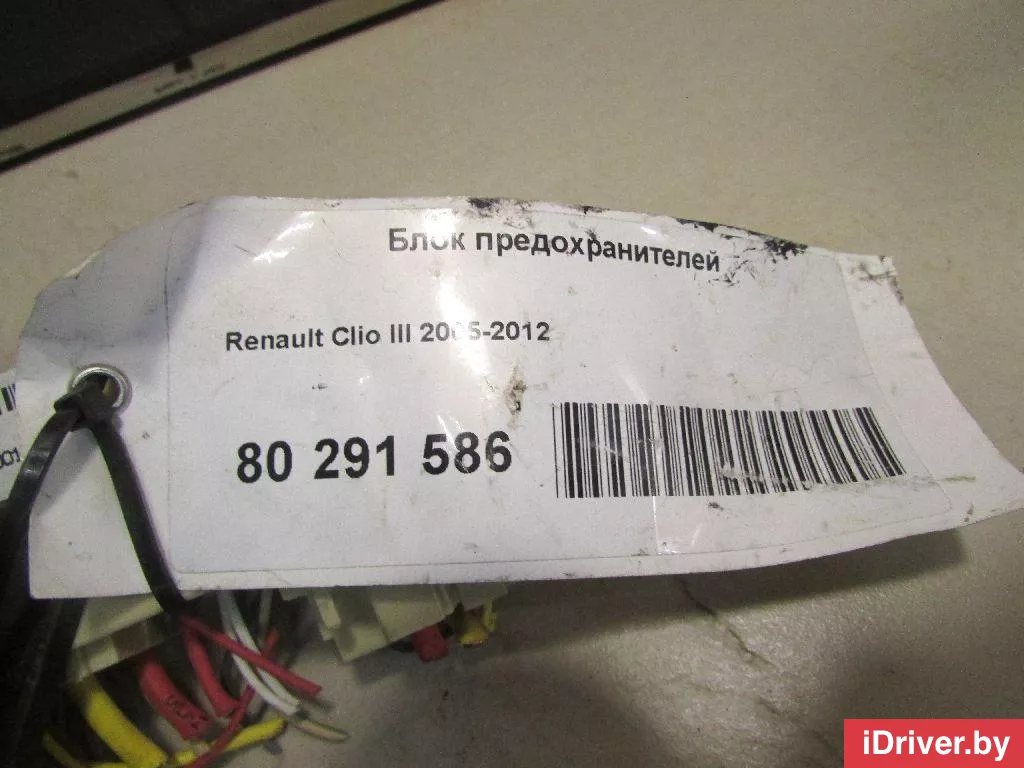 Блок предохранителей
Renault Clio III 2005-2012
80 291 586
iDriver.by